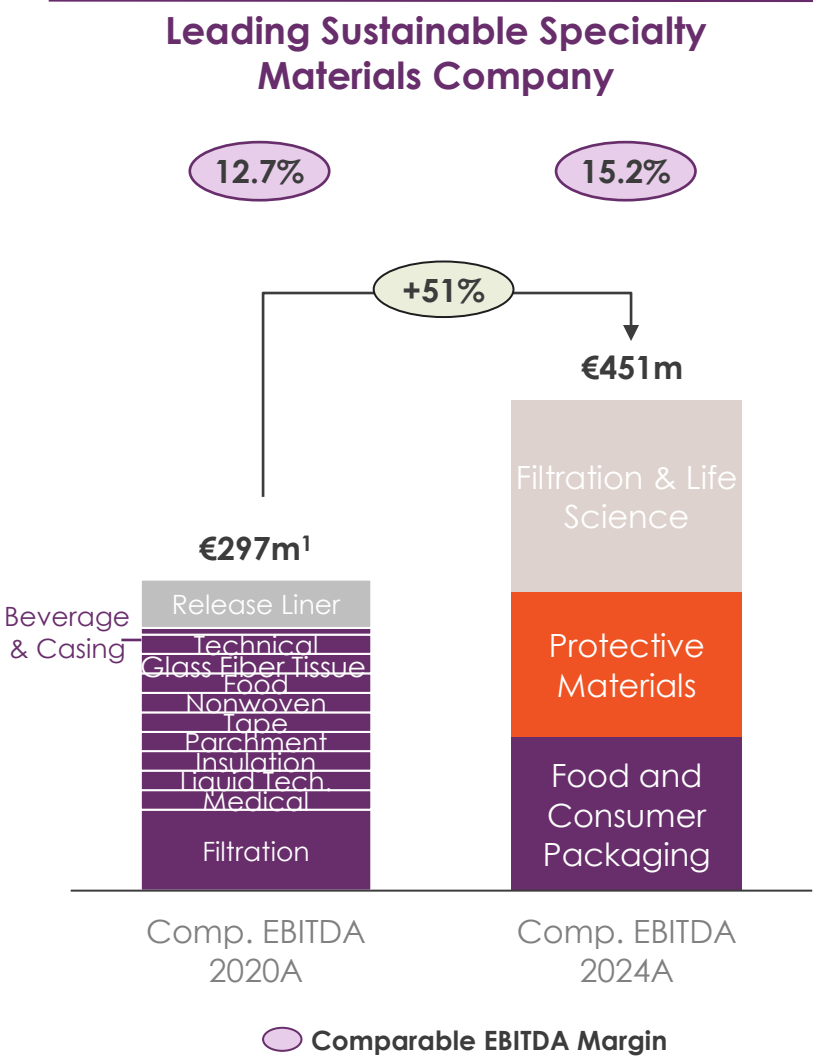 Leading Sustainable Specialty
Materials Company
12.7%
15.2%
+51%
€451m
€297m¹
Filtration & Life
Science
Protective
Materials
Food and
Consumer
Packaging
Release Liner
Beverage
& Casing
Technical
Glass Fiber Tissue
Food
Nonwoven
Tape
Parchment
Insulation
Liquid Tech.
Medical
Filtration
Comp. EBITDA
2020A
Comp. EBITDA
2024A
Comparable EBITDA Margin